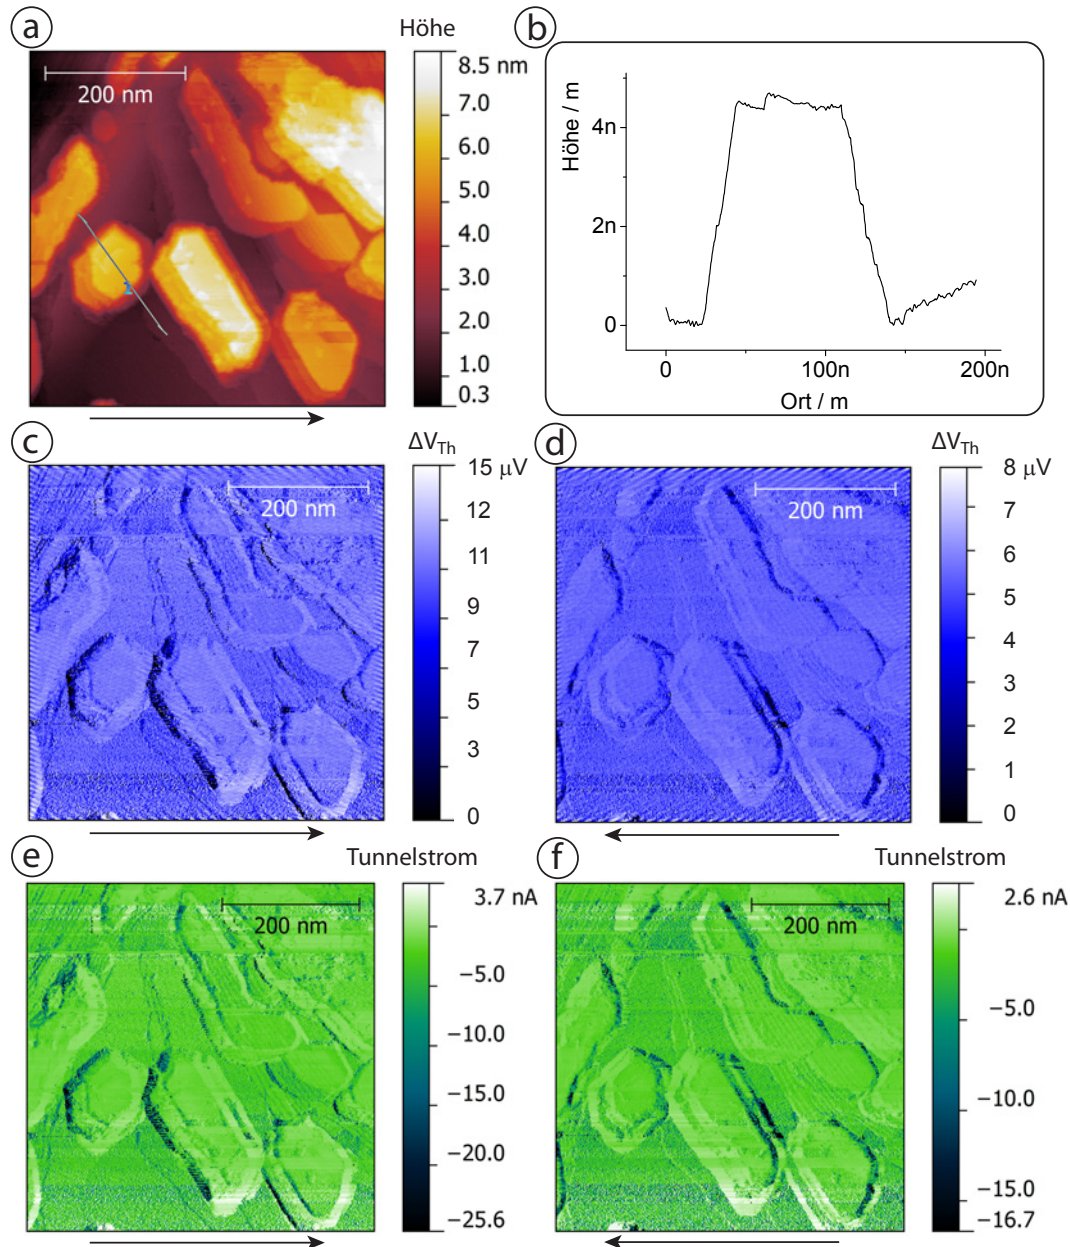 a
Höhe
200 nm
8.5 nm
7.0
6.0
5.0
4.0
3.0
2.0
1.0
0.3
1
b
Höhe / m
4n
2n
0
0
100n
200n
Ort / m
c
ΔVTh
200 nm
15 µV
12
11
9
7
5
3
0
d
ΔVTh
200 nm
8 µV
7
6
5
4
3
2
1
0
e
Tunnelstrom
200 nm
3.7 nA
−5.0
−10.0
−15.0
−20.0
−25.6
f
Tunnelstrom
200 nm
2.6 nA
−5.0
−10.0
−15.0
−16.7